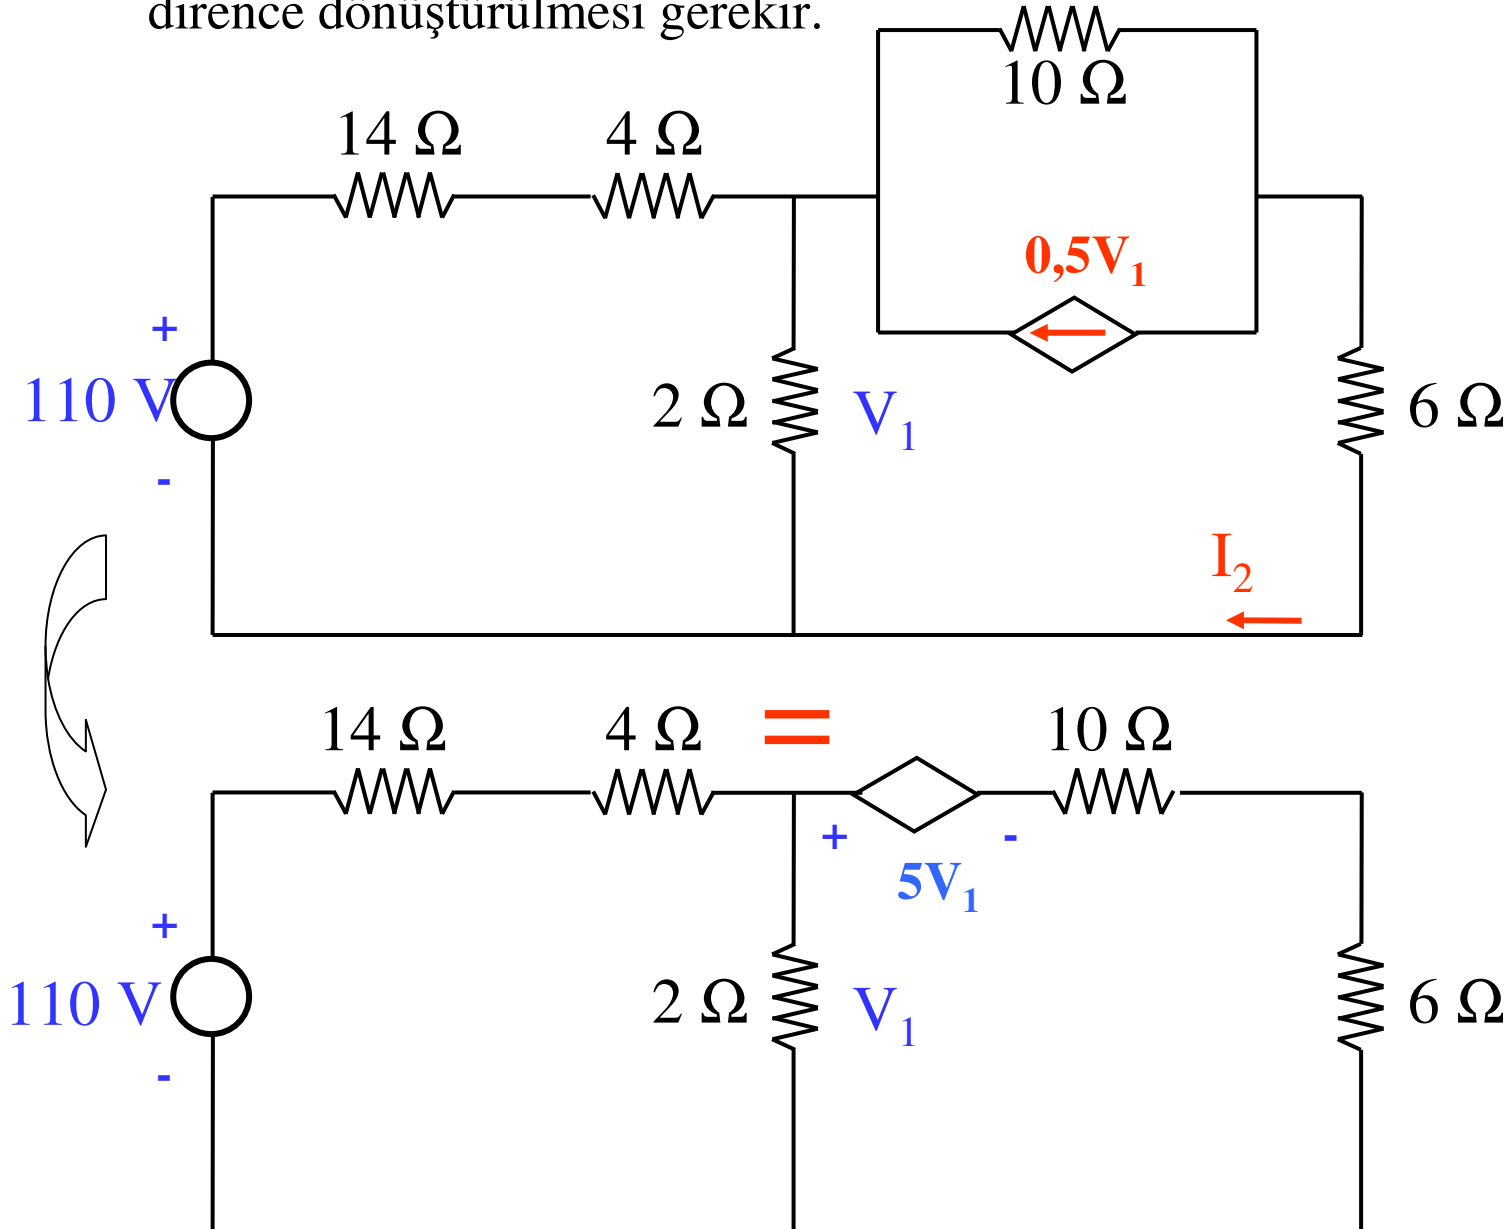 dirence dönüştürülmesi gerekir.
10 Ω
14 Ω 4 Ω
0,5V₁
+
110 V 2 Ω V₁ 6 Ω
-
I₂
14 Ω 4 Ω = 10 Ω
+ -
5V₁
+
110 V 2 Ω V₁ 6 Ω
-